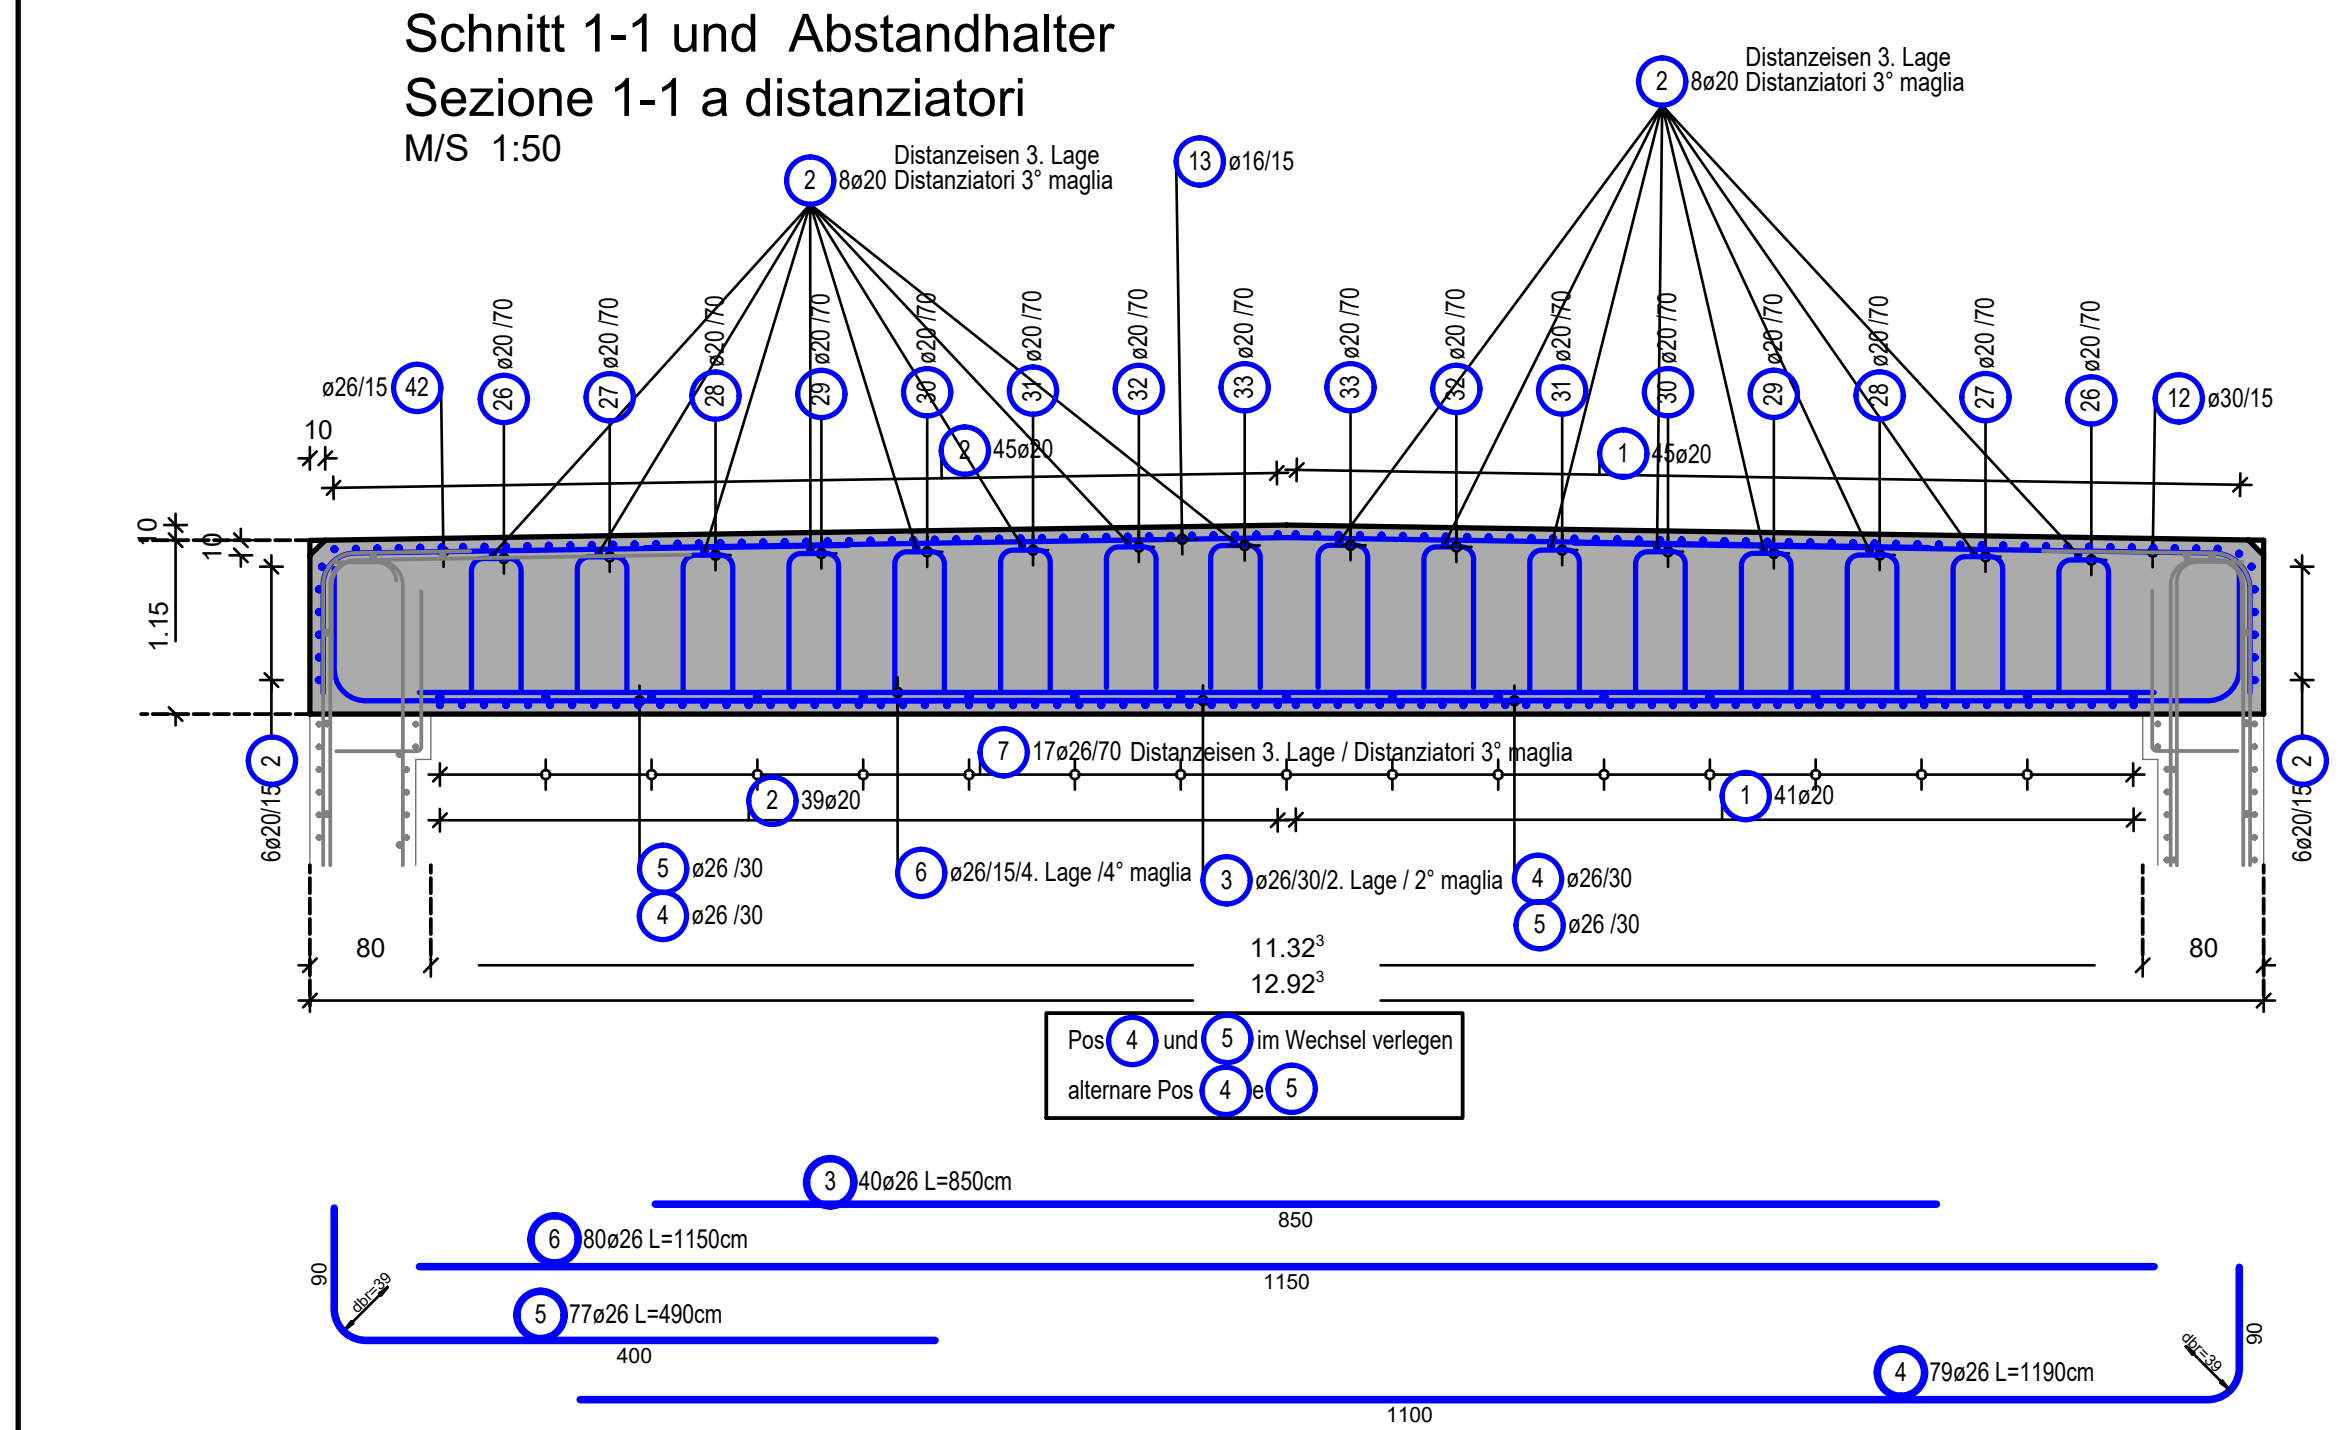 Schnitt 1-1 und  Abstandhalter
Sezione 1-1 a distanziatori
M/S  1:50
Distanzeisen 3. Lage
2 8ø20 Distanziatori 3° maglia
Distanzeisen 3. Lage
2 8ø20 Distanziatori 3° maglia
13 ø16/15
ø26/15 42
26 ø20 /70
27 ø20 /70
28 ø20 /70
29 ø20 /70
30 ø20 /70
31 ø20 /70
32 ø20 /70
33 ø20 /70
33 ø20 /70
32 ø20 /70
31 ø20 /70
30 ø20 /70
29 ø20 /70
28 ø20 /70
27 ø20 /70
26 ø20 /70
12 ø30/15
10
2 45ø20
1 45ø20
10
10
1.15
2 6ø20/15
2 6ø20/15
7 17ø26/70 Distanzeisen 3. Lage / Distanziatori 3° maglia
2 39ø20
1 41ø20
5 ø26 /30
4 ø26 /30
6 ø26/15/4. Lage /4° maglia
3 ø26/30/2. Lage / 2° maglia
4 ø26/30
5 ø26 /30
80
11.32³
80
12.92³
Pos 4 und 5 im Wechsel verlegen
alternare Pos 4 e 5
3 40ø26 L=850cm
850
6 80ø26 L=1150cm
1150
90
dbr=39
5 77ø26 L=490cm
400
90
dbr=39
4 79ø26 L=1190cm
1100